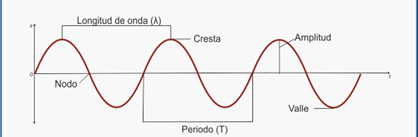 Longitud de onda (λ)
Cresta
Amplitud
Nodo
Valle
Periodo (T)